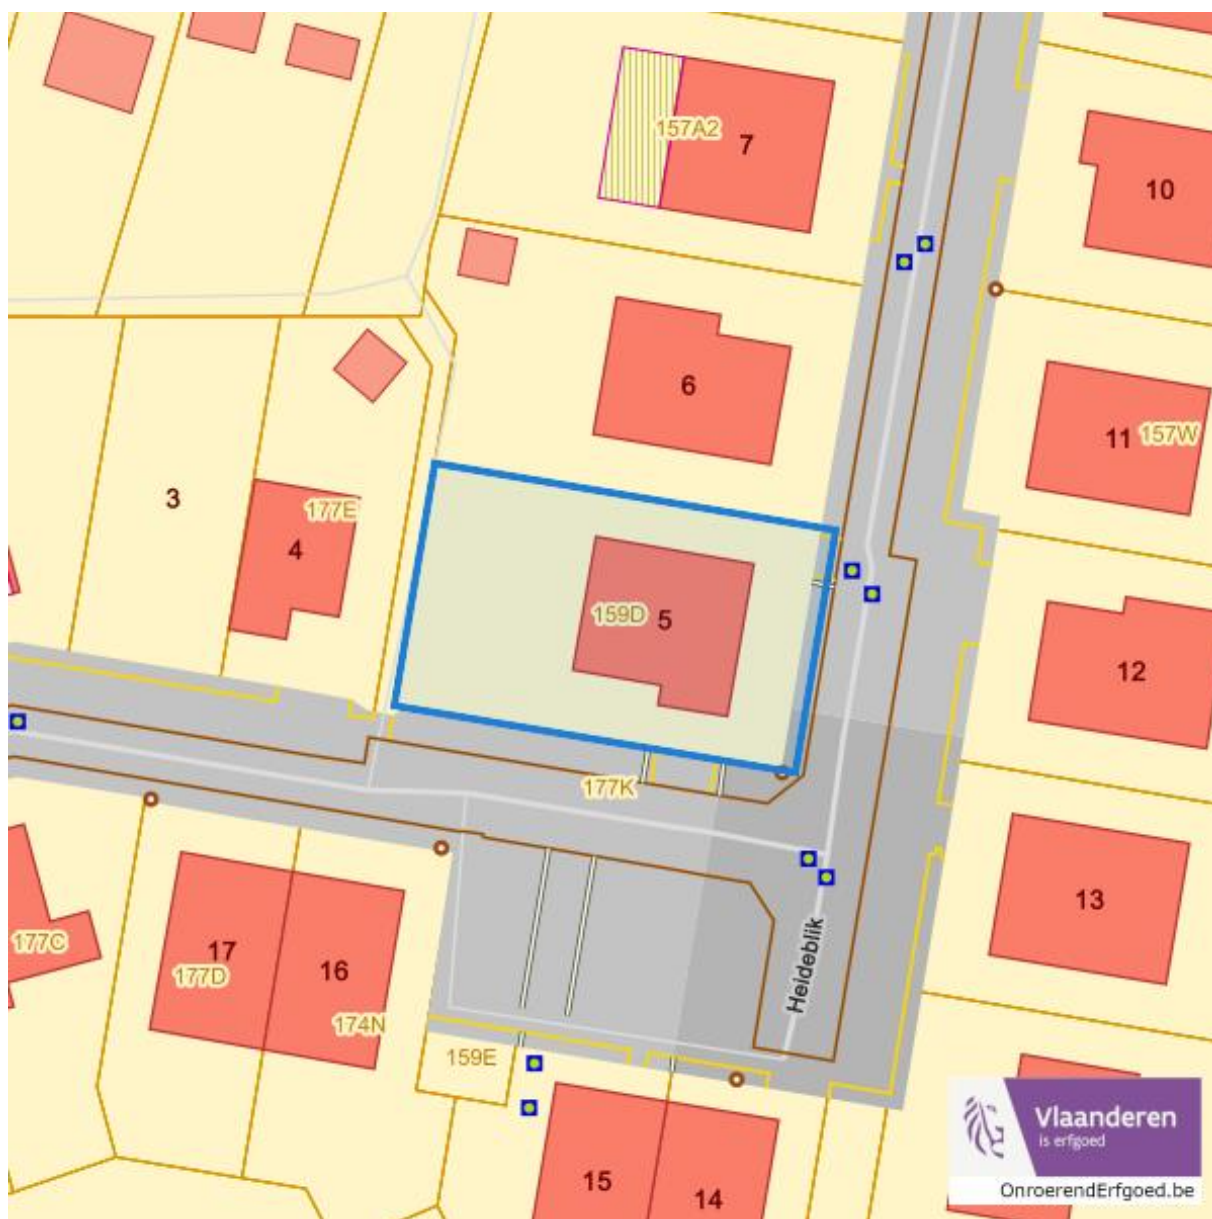 157A2
7
10
6
11
157W
3
177E
4
159D
5
12
177K
13
177C
17
177D
16
174N
Heideblik
159E
15
14
Vlaanderen
is erfgoed
OnroerendErfgoed.be